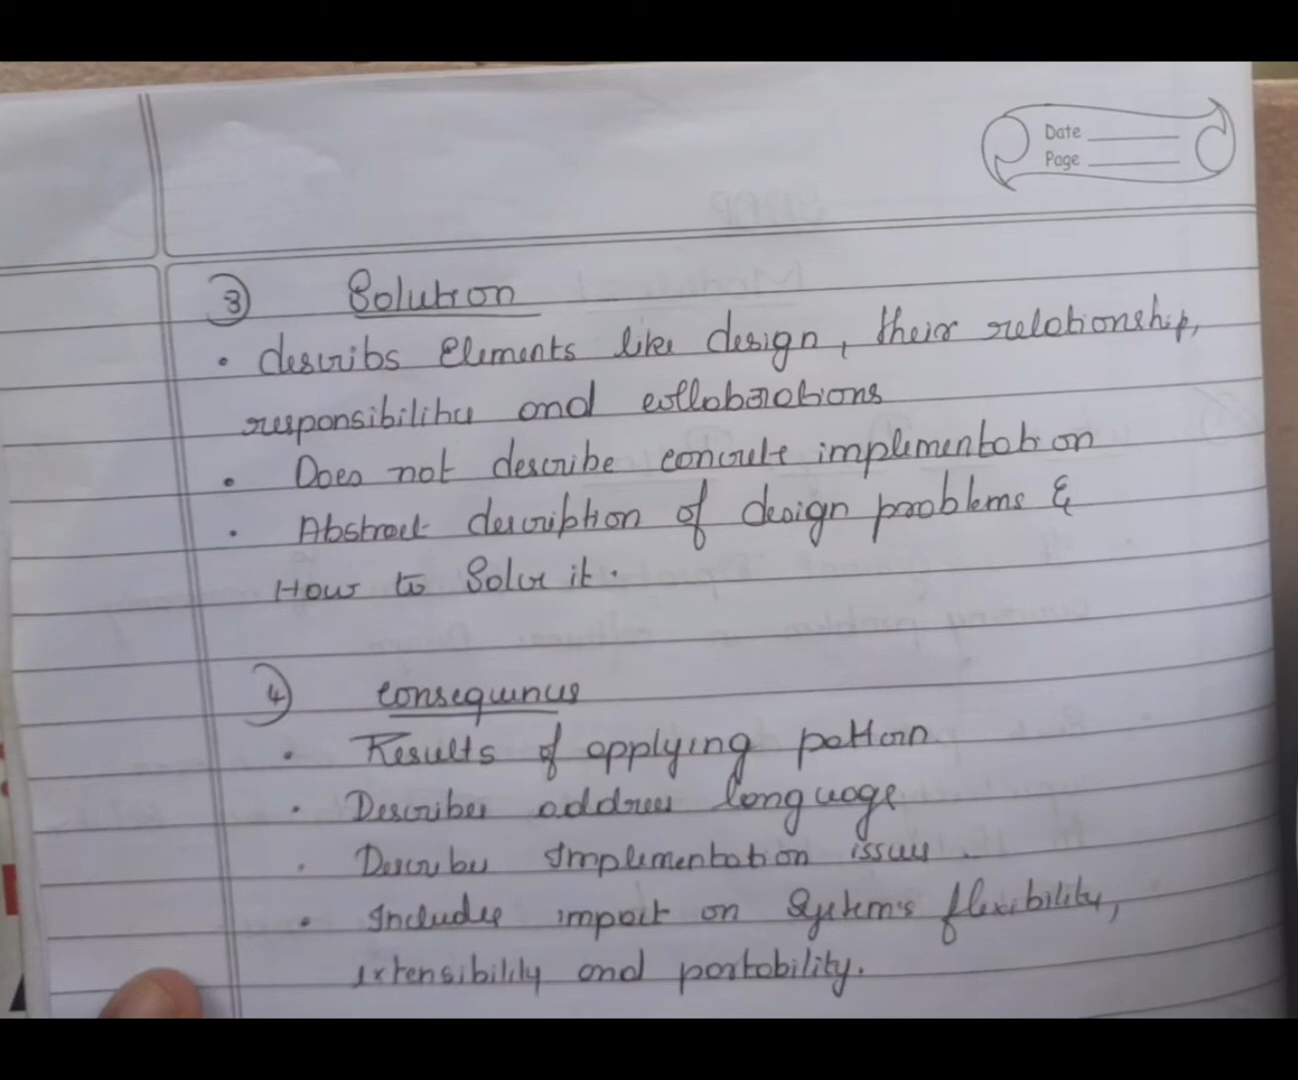 Date
Page
3) Solution
• describs Elements like design, their relationship,
responsibility and collaborations
• Does not describe concrete implementation
• Abstract description of design problems &
How to Solve it.
4) consequences
• Results of applying pattern
• Describes address language
• Describes Implementation issues
• Includes impact on System's flexibility,
extensibility and portability.